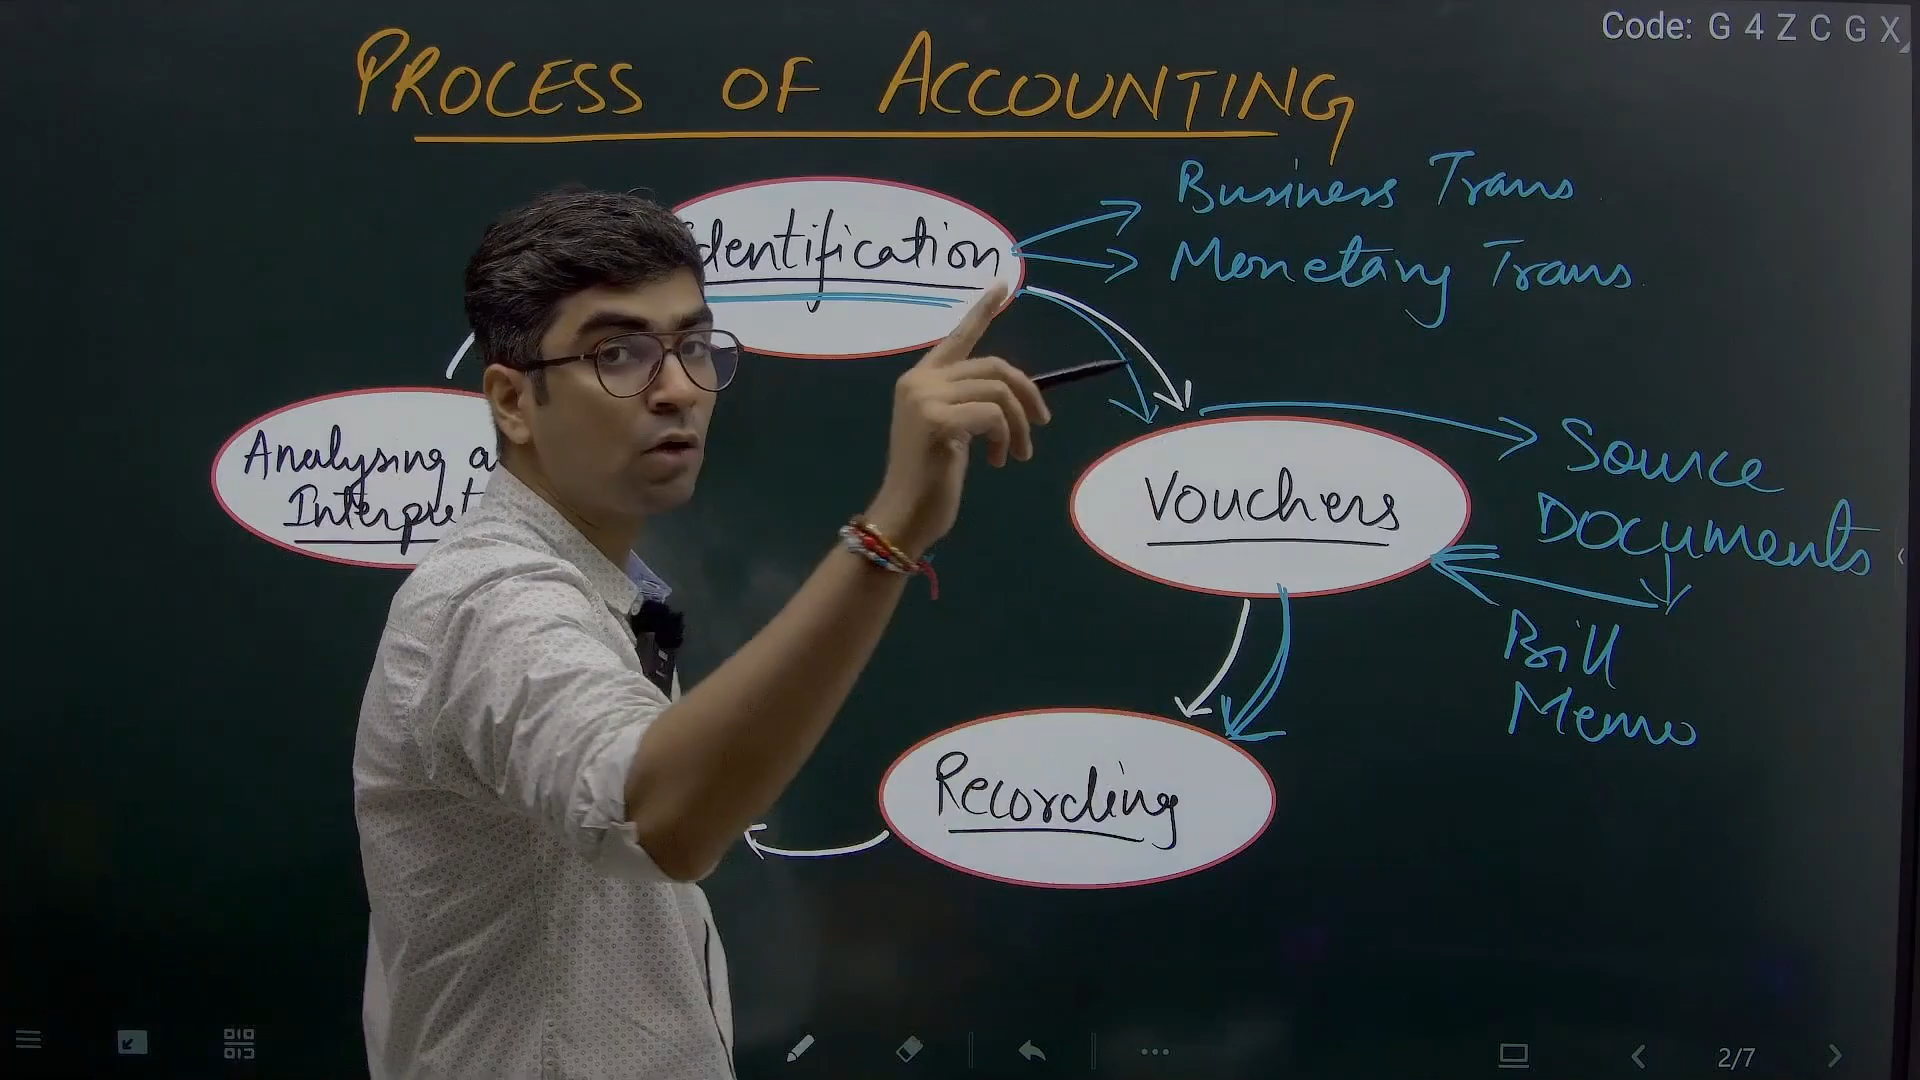 Code: G 4 Z C G X
PROCESS OF ACCOUNTING
Identification
Business Trans
Monetary Trans
Analysing
Interpret
Vouchers
Source
Documents
Bill
Memo
Recording
2/7